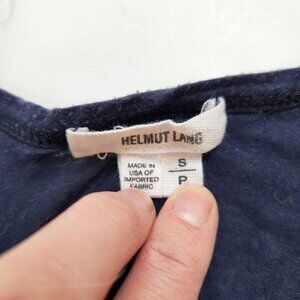 HELMUT LANG
MADE IN
USA OF
IMPORTED
FABRIC
S
P